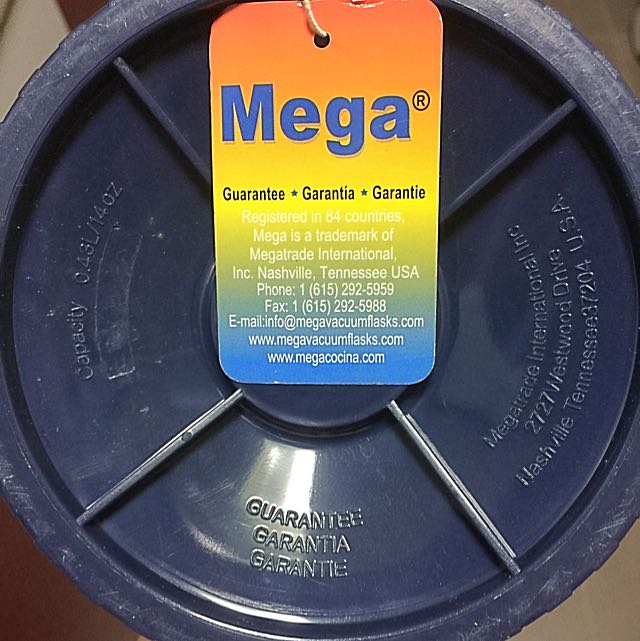 Mega®
Guarantee ★ Garantía ★ Garantie
Registered in 84 countries,
Mega is a trademark of
Megatrade International,
Inc. Nashville, Tennessee USA
Phone: 1 (615) 292-5959
Fax: 1 (615) 292-5988
E-mail:info@megavacuumflasks.com
www.megavacuumflasks.com
www.megacocina.com
Capacity 0.43L/14oz
Megatrade International,Inc.
2727 Westwood Drive
Nashville Tennessee37204 U.S.A.
GUARANTEE
GARANTIA
GARANTIE